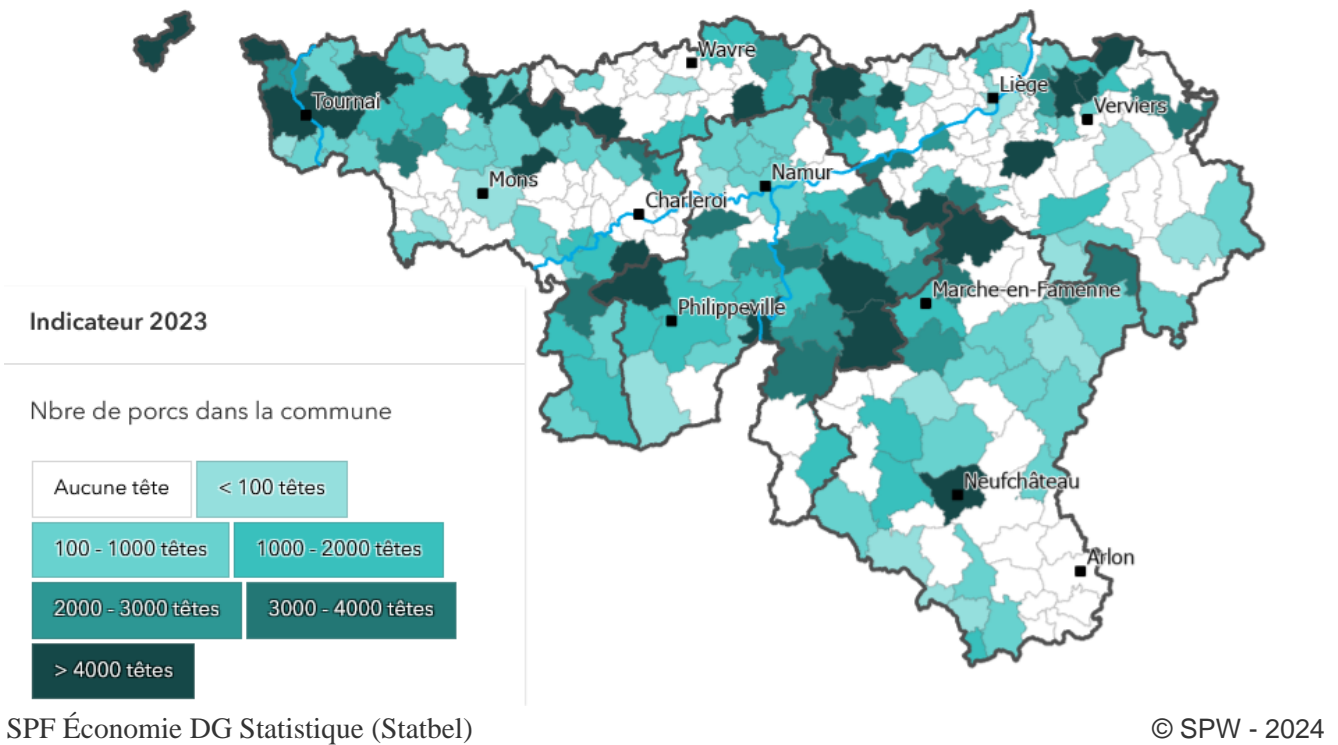 Wavre
Liège
Tournai
Verviers
Mons
Namur
Charleroi
Marche-en-Famenne
Philippeville
Neufchâteau
Arlon
Indicateur 2023
Nbre de porcs dans la commune
Aucune tête
< 100 têtes
100 - 1000 têtes
1000 - 2000 têtes
2000 - 3000 têtes
3000 - 4000 têtes
> 4000 têtes
SPF Économie DG Statistique (Statbel)
© SPW - 2024